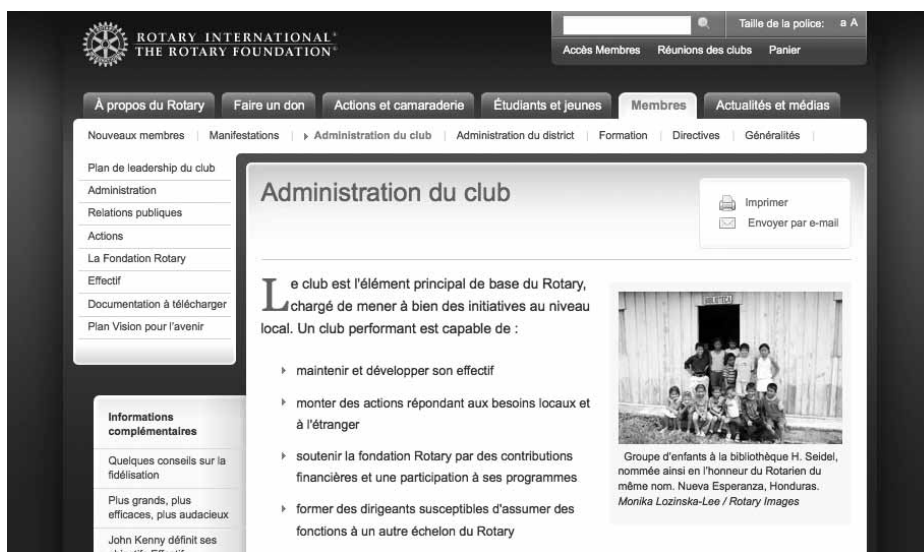 ROTARY INTERNATIONAL®
THE ROTARY FOUNDATION®
Taille de la police: a A
Accès Membres Réunions des clubs Panier
À propos du Rotary Faire un don Actions et camaraderie Étudiants et jeunes Membres Actualités et médias
Nouveaux membres Manifestations Administration du club Administration du district Formation Directives Généralités
Plan de leadership du club
Administration
Relations publiques
Actions
La Fondation Rotary
Effectif
Documentation à télécharger
Plan Vision pour l'avenir
Informations
complémentaires
Quelques conseils sur la
fidélisation
Plus grands, plus
efficaces, plus audacieux
John Kenny définit ses
Administration du club
Imprimer
Envoyer par e-mail
Le club est l'élément principal de base du Rotary,
chargé de mener à bien des initiatives au niveau
local. Un club performant est capable de :
maintenir et développer son effectif
monter des actions répondant aux besoins locaux et
à l'étranger
soutenir la fondation Rotary par des contributions
financières et une participation à ses programmes
former des dirigeants susceptibles d'assumer des
fonctions à un autre échelon du Rotary
BIBLIOTECA
Groupe d'enfants à la bibliothèque H. Seidel,
nommée ainsi en l'honneur du Rotarien du
même nom. Nueva Esperanza, Honduras.
Monika Lozinska-Lee / Rotary Images